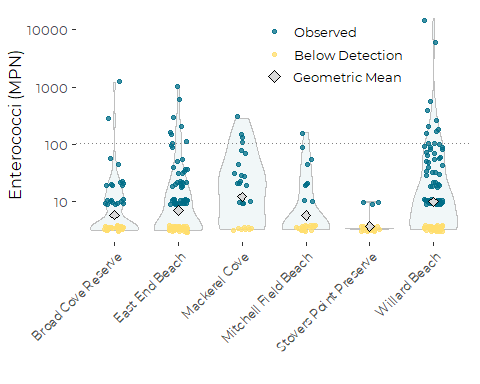 Enterococci (MPN)
10000
1000
100
10
Observed
Below Detection
Geometric Mean
Broad Cove Reserve
East End Beach
Mackerel Cove
Mitchell Field Beach
Stovers Point Preserve
Willard Beach